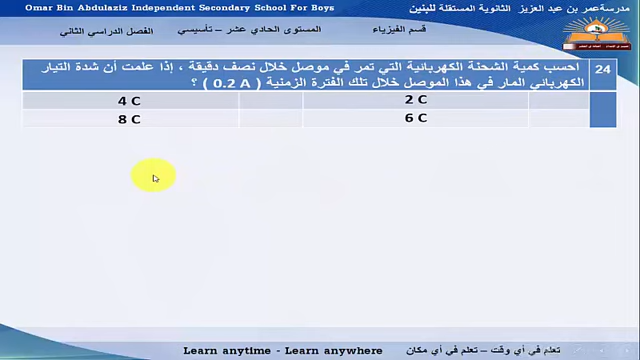 Omar Bin Abdulaziz Independent Secondary School For Boys
مدرسةعمر بن عبد العزيز الثانوية المستقلة للبنين
قسم الفيزياء
المستوى الحادي عشر – تأسيسي
الفصل الدراسي الثاني
24
احسب كمية الشحنة الكهربائية التي تمر في موصل خلال نصف دقيقة ، إذا علمت أن شدة التيار
الكهربائي المار في هذا الموصل خلال تلك الفترة الزمنية ( 0.2 A ) ؟
2 C
4 C
6 C
8 C
Learn anytime - Learn anywhere
تعلم في أي وقت – تعلم في أي مكان